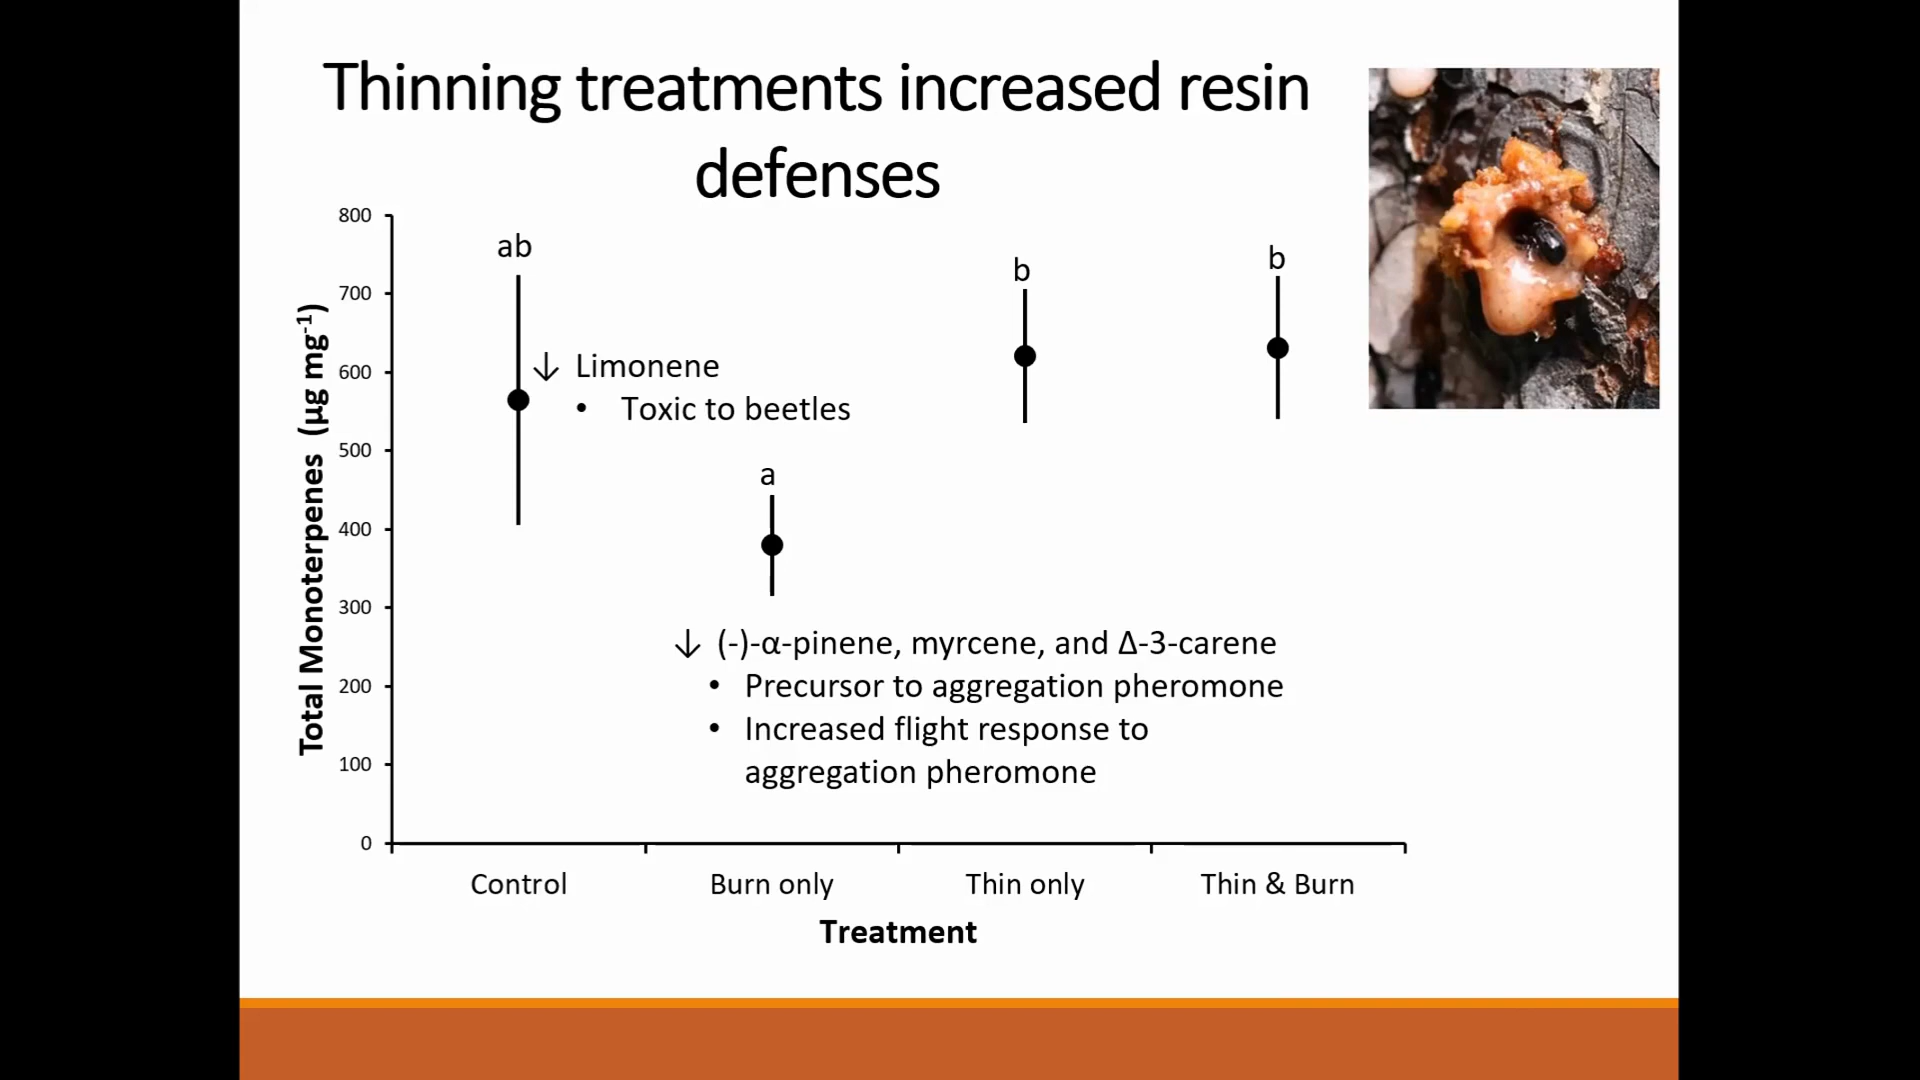 Thinning treatments increased resin
defenses
800
700
600
500
400
300
200
100
0
Total Monoterpenes (µg mg-1)
ab
a
b
b
↓ Limonene
• Toxic to beetles
↓ (-)-α-pinene, myrcene, and Δ-3-carene
• Precursor to aggregation pheromone
• Increased flight response to
aggregation pheromone
Control
Burn only
Thin only
Thin & Burn
Treatment